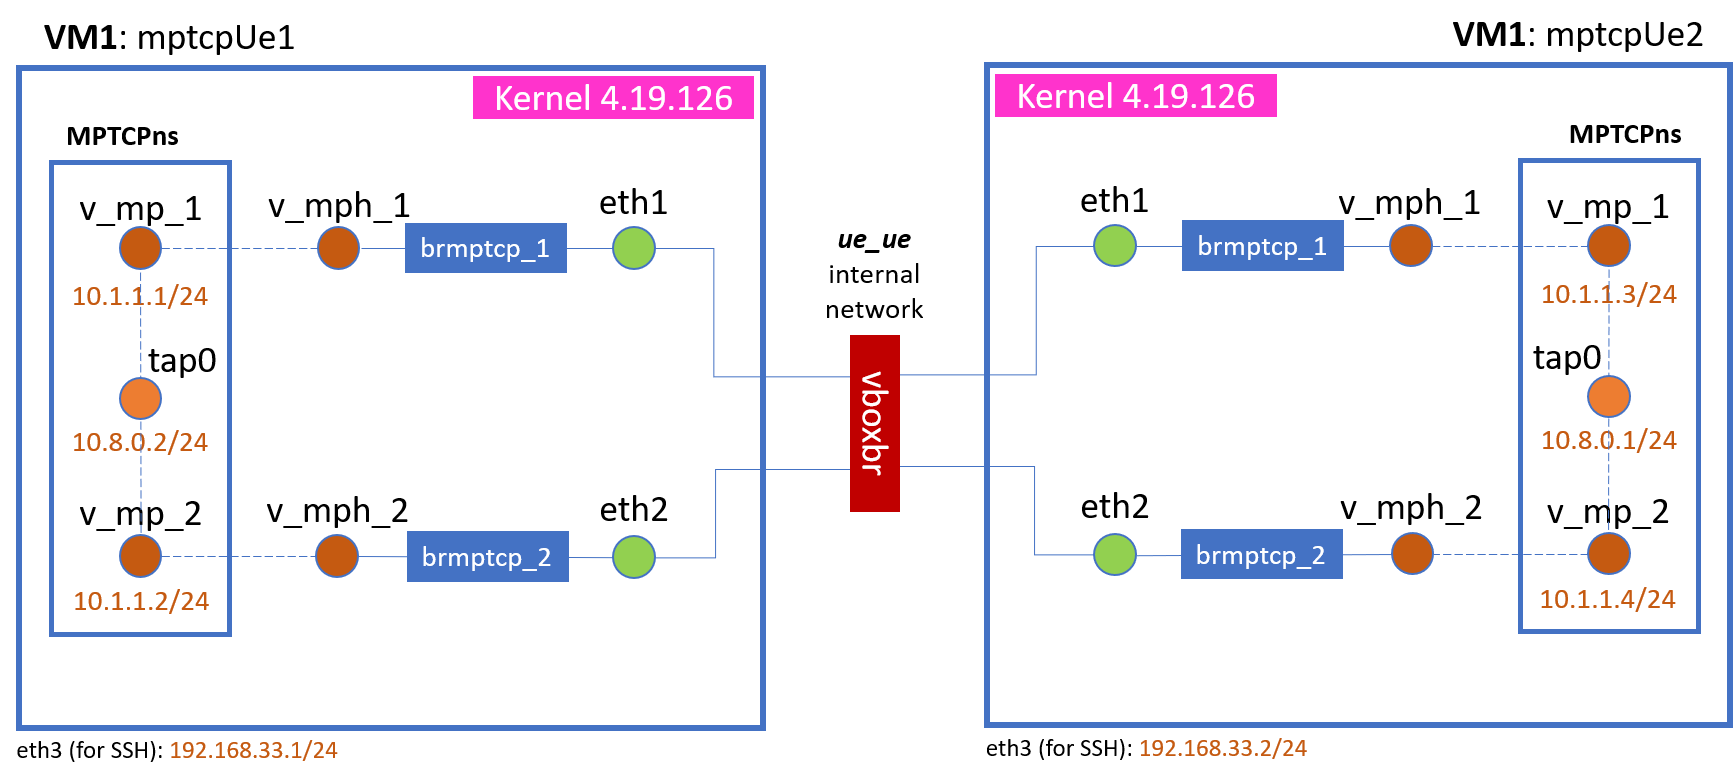 VM1: mptcpUe1
Kernel 4.19.126
MPTCPns
v_mp_1
v_mph_1
eth1
brmptcp_1
10.1.1.1/24
tap0
10.8.0.2/24
v_mp_2
v_mph_2
eth2
brmptcp_2
10.1.1.2/24
eth3 (for SSH): 192.168.33.1/24
ue_ue
internal
network
vboxbr
VM1: mptcpUe2
Kernel 4.19.126
MPTCPns
eth1
v_mph_1
v_mp_1
brmptcp_1
10.1.1.3/24
tap0
10.8.0.1/24
eth2
v_mph_2
v_mp_2
brmptcp_2
10.1.1.4/24
eth3 (for SSH): 192.168.33.2/24